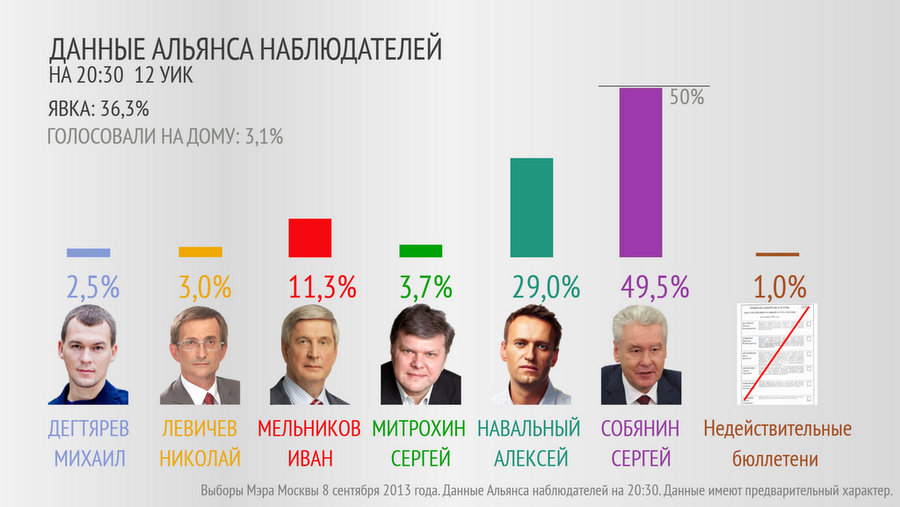 ДАННЫЕ АЛЬЯНСА НАБЛЮДАТЕЛЕЙ
НА 20:30 12 УИК
ЯВКА: 36,3%
ГОЛОСОВАЛИ НА ДОМУ: 3,1%
50%
2,5% 3,0% 11,3% 3,7% 29,0% 49,5% 1,0%
ДЕГТЯРЕВ ЛЕВИЧЕВ МЕЛЬНИКОВ МИТРОХИН НАВАЛЬНЫЙ СОБЯНИН Недействительные
МИХАИЛ НИКОЛАЙ ИВАН СЕРГЕЙ АЛЕКСЕЙ СЕРГЕЙ бюллетени
Выборы Мэра Москвы 8 сентября 2013 года. Данные Альянса наблюдателей на 20:30. Данные имеют предварительный характер.